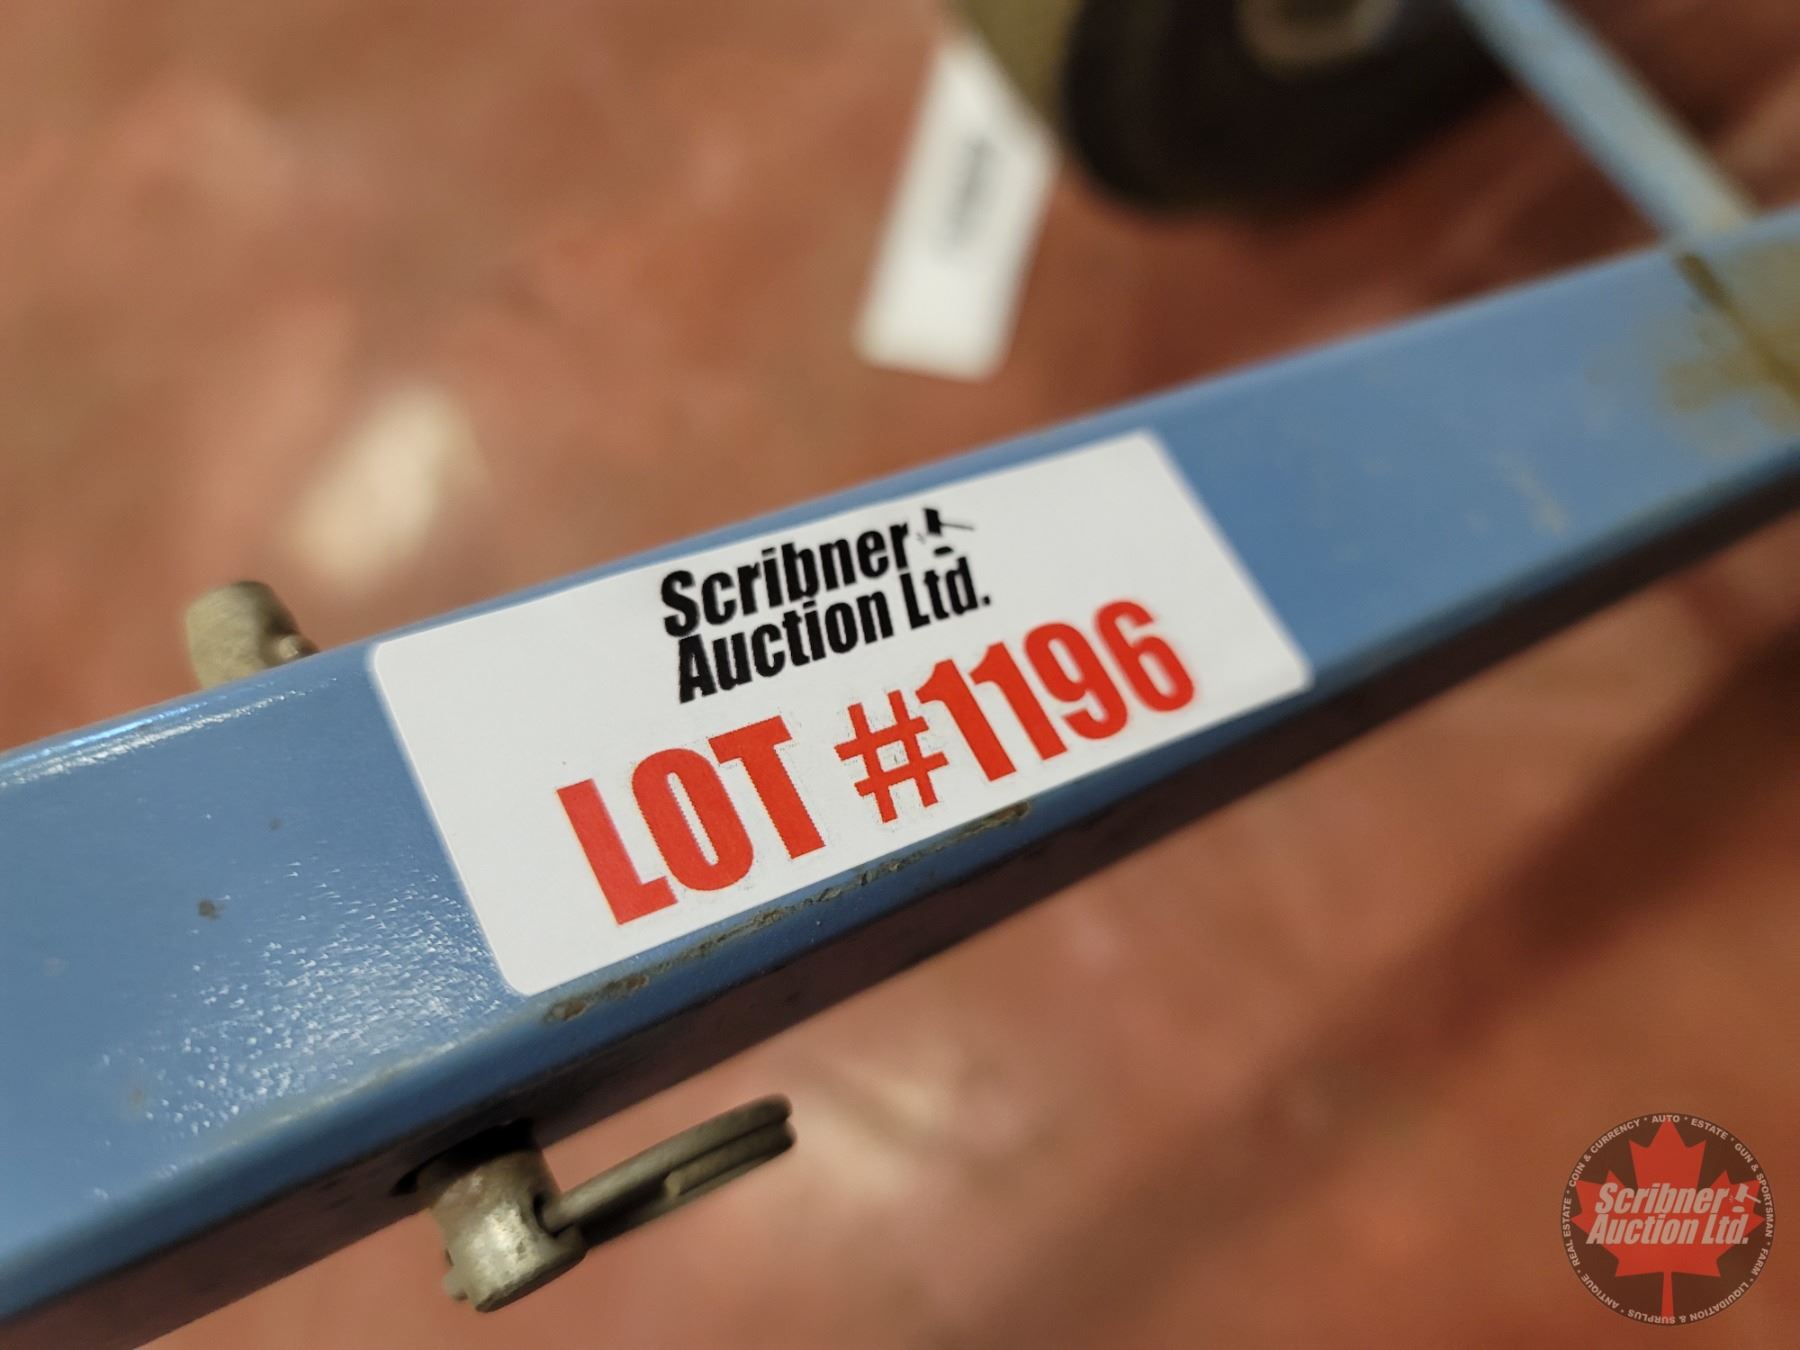 Scribner
Auction Ltd.
LOT #1196
COIN & CURRENCY • AUTO • ESTATE • GUN & SPORTSMAN • FARM • LIQUIDATION & SURPLUS • ANTIQUE • REAL ESTATE •
Scribner
Auction Ltd.